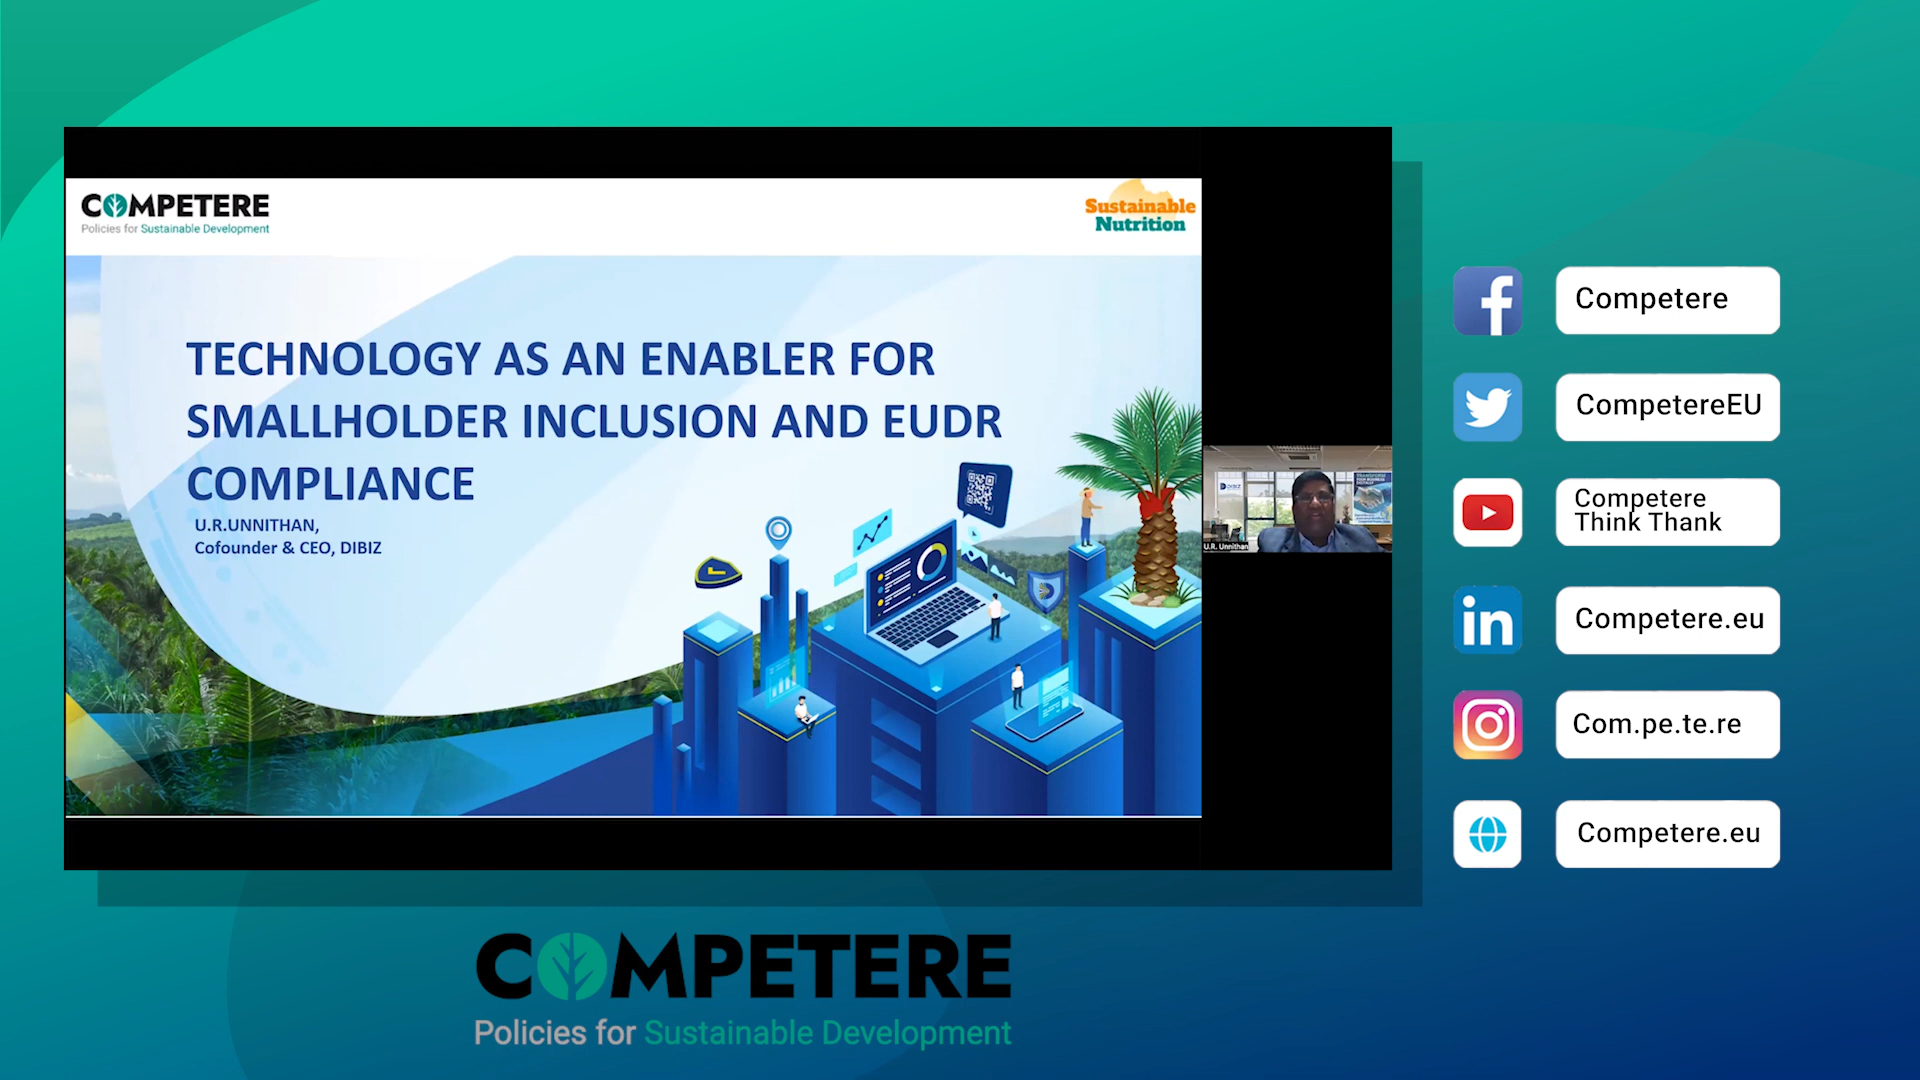 COMPETERE
Policies for Sustainable Development
Sustainable
Nutrition
TECHNOLOGY AS AN ENABLER FOR
SMALLHOLDER INCLUSION AND EUDR
COMPLIANCE
U.R.UNNITHAN,
Cofounder & CEO, DIBIZ
U.R. Unnithan
Competere
CompetereEU
Competere
Think Thank
Competere.eu
Com.pe.te.re
Competere.eu
COMPETERE
Policies for Sustainable Development